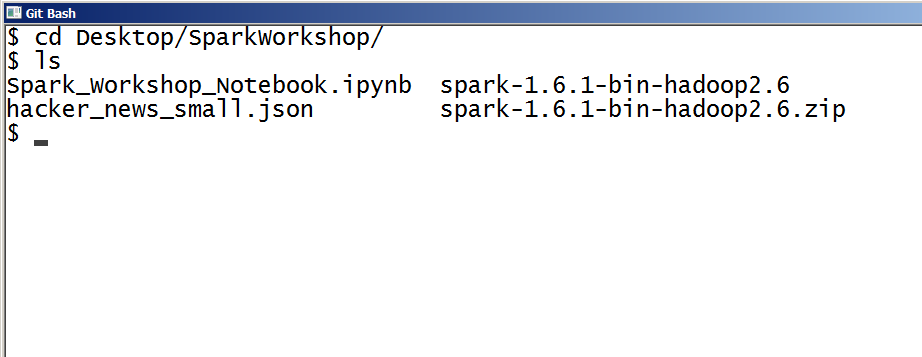 Git Bash
$ cd Desktop/SparkWorkshop/
$ ls
Spark_Workshop_Notebook.ipynb  spark-1.6.1-bin-hadoop2.6
hacker_news_small.json         spark-1.6.1-bin-hadoop2.6.zip
$